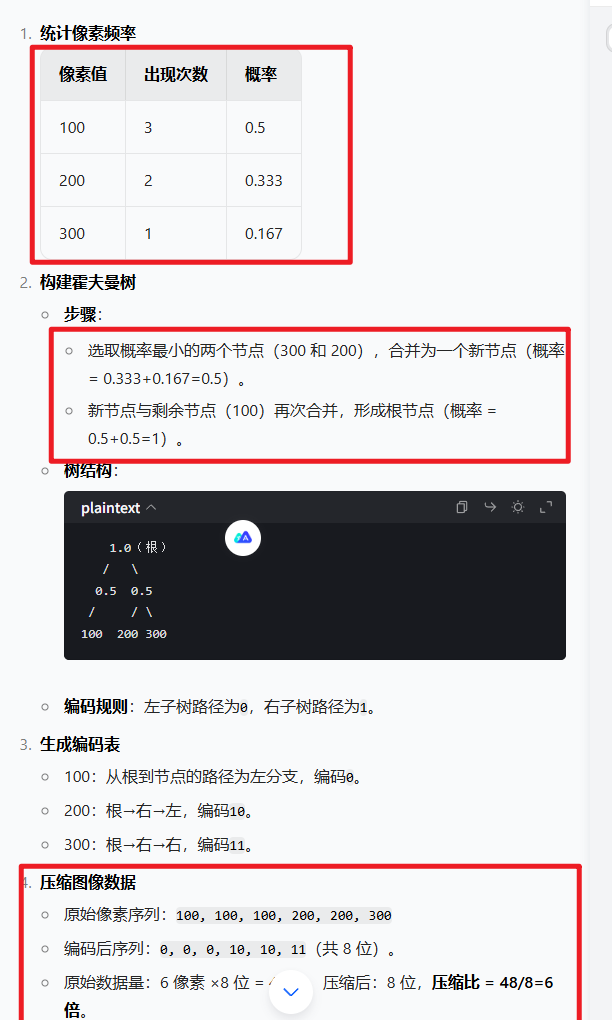 1. 统计像素频率
像素值 出现次数 概率
100 3 0.5
200 2 0.333
300 1 0.167
2. 构建霍夫曼树
步骤：
选取概率最小的两个节点（300 和 200），合并为一个新节点（概率
= 0.333+0.167=0.5）。
新节点与剩余节点（100）再次合并，形成根节点（概率 =
0.5+0.5=1）。
树结构：
plaintext
1.0（根）
/ \
0.5 0.5
/ / \
100 200 300
编码规则：左子树路径为0，右子树路径为1。
3. 生成编码表
100：从根到节点的路径为左分支，编码0。
200：根→右→左，编码10。
300：根→右→右，编码11。
4. 压缩图像数据
原始像素序列：100, 100, 100, 200, 200, 300
编码后序列：0, 0, 0, 10, 10, 11（共 8 位）。
原始数据量：6 像素 ×8 位 = 压缩后：8 位，压缩比 = 48/8=6
倍。